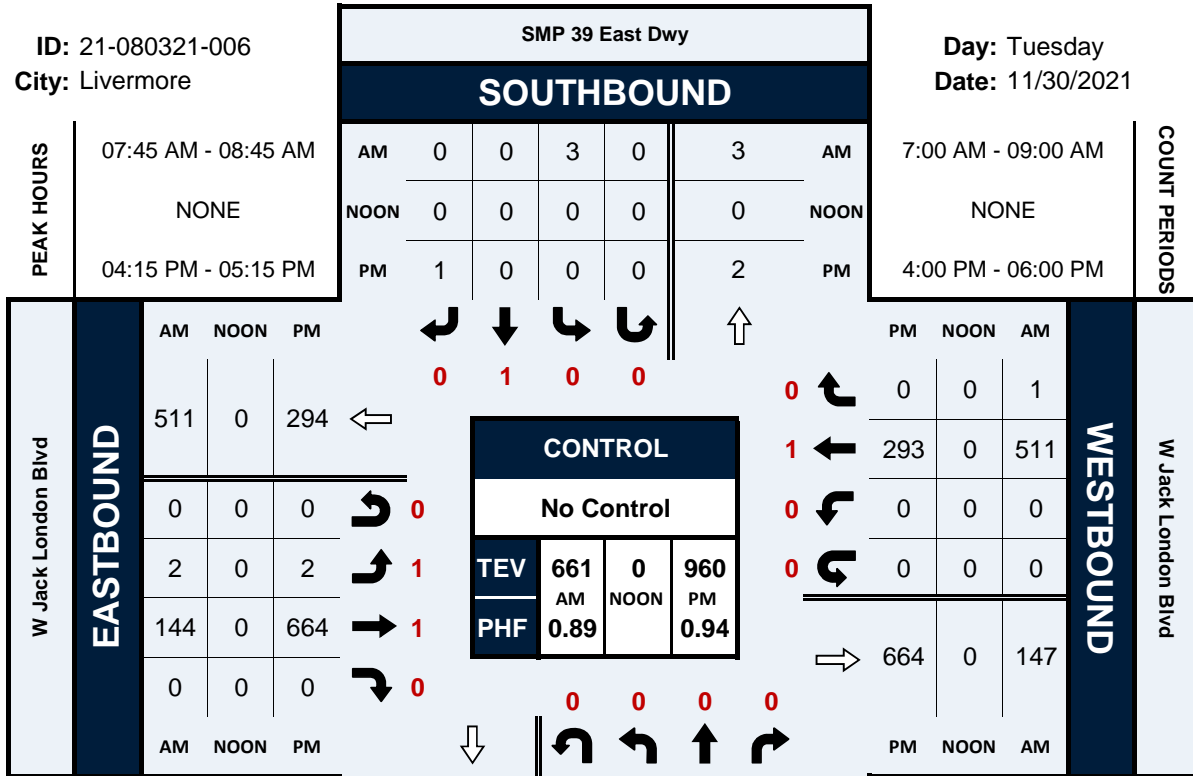 ID: 21-080321-006
City: Livermore
SMP 39 East Dwy
SOUTHBOUND
Day: Tuesday
Date: 11/30/2021
PEAK HOURS
07:45 AM - 08:45 AM
NONE
04:15 PM - 05:15 PM
AM 0 0 3 0 3 AM
NOON 0 0 0 0 0 NOON
PM 1 0 0 0 2 PM
7:00 AM - 09:00 AM
NONE
4:00 PM - 06:00 PM
COUNT PERIODS
0 1 0 0
W Jack London Blvd
EASTBOUND
AM NOON PM
511 0 294
0 0 0 0
2 0 2 1
144 0 664 1
0 0 0 0
AM NOON PM
CONTROL
No Control
TEV 661 0 960
AM NOON PM
PHF 0.89 0.94
PM NOON AM
0 0 0 1
1 293 0 511
0 0 0 0
0 0 0 0
664 0 147
PM NOON AM
WESTBOUND
W Jack London Blvd
0 0 0 0